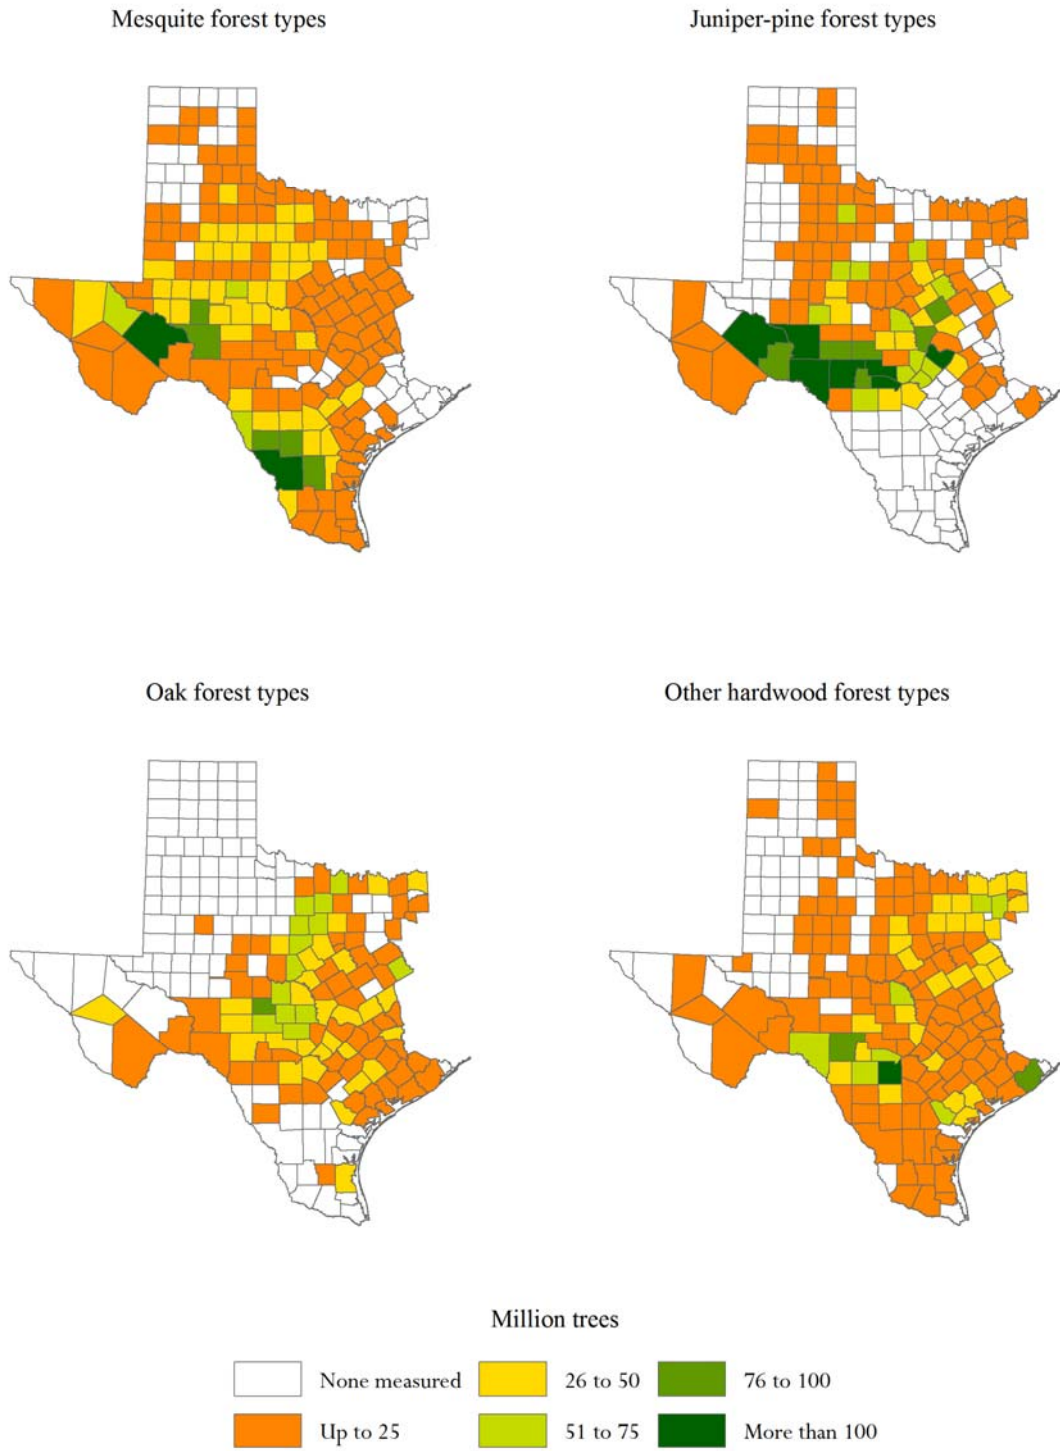 Mesquite forest types
Juniper-pine forest types
Oak forest types
Other hardwood forest types
Million trees
None measured
26 to 50
76 to 100
Up to 25
51 to 75
More than 100